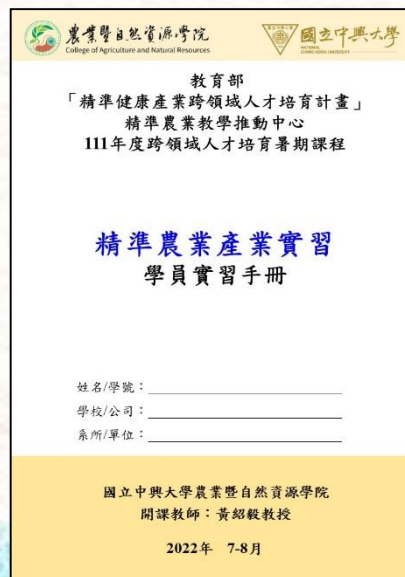 農業暨自然資源學院
College of Agriculture and Natural Resources
國立中興大學
NATIONAL CHUNG HSING UNIVERSITY
教育部
「精準健康產業跨領域人才培育計畫」
精準農業教學推動中心
111年度跨領域人才培育暑期課程
精準農業產業實習
學員實習手冊
姓名/學號：
學校/公司：
系所/單位：
國立中興大學農業暨自然資源學院
開課教師：黃紹毅教授
2022年 7-8月